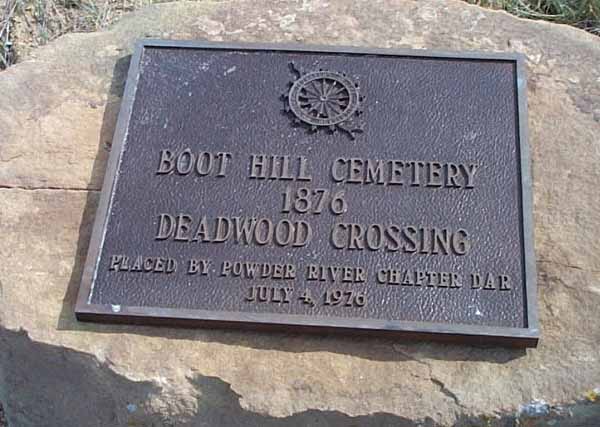 BOOT HILL CEMETERY
1876
DEADWOOD CROSSING
PLACED BY POWDER RIVER CHAPTER DAR
JULY 4, 1976